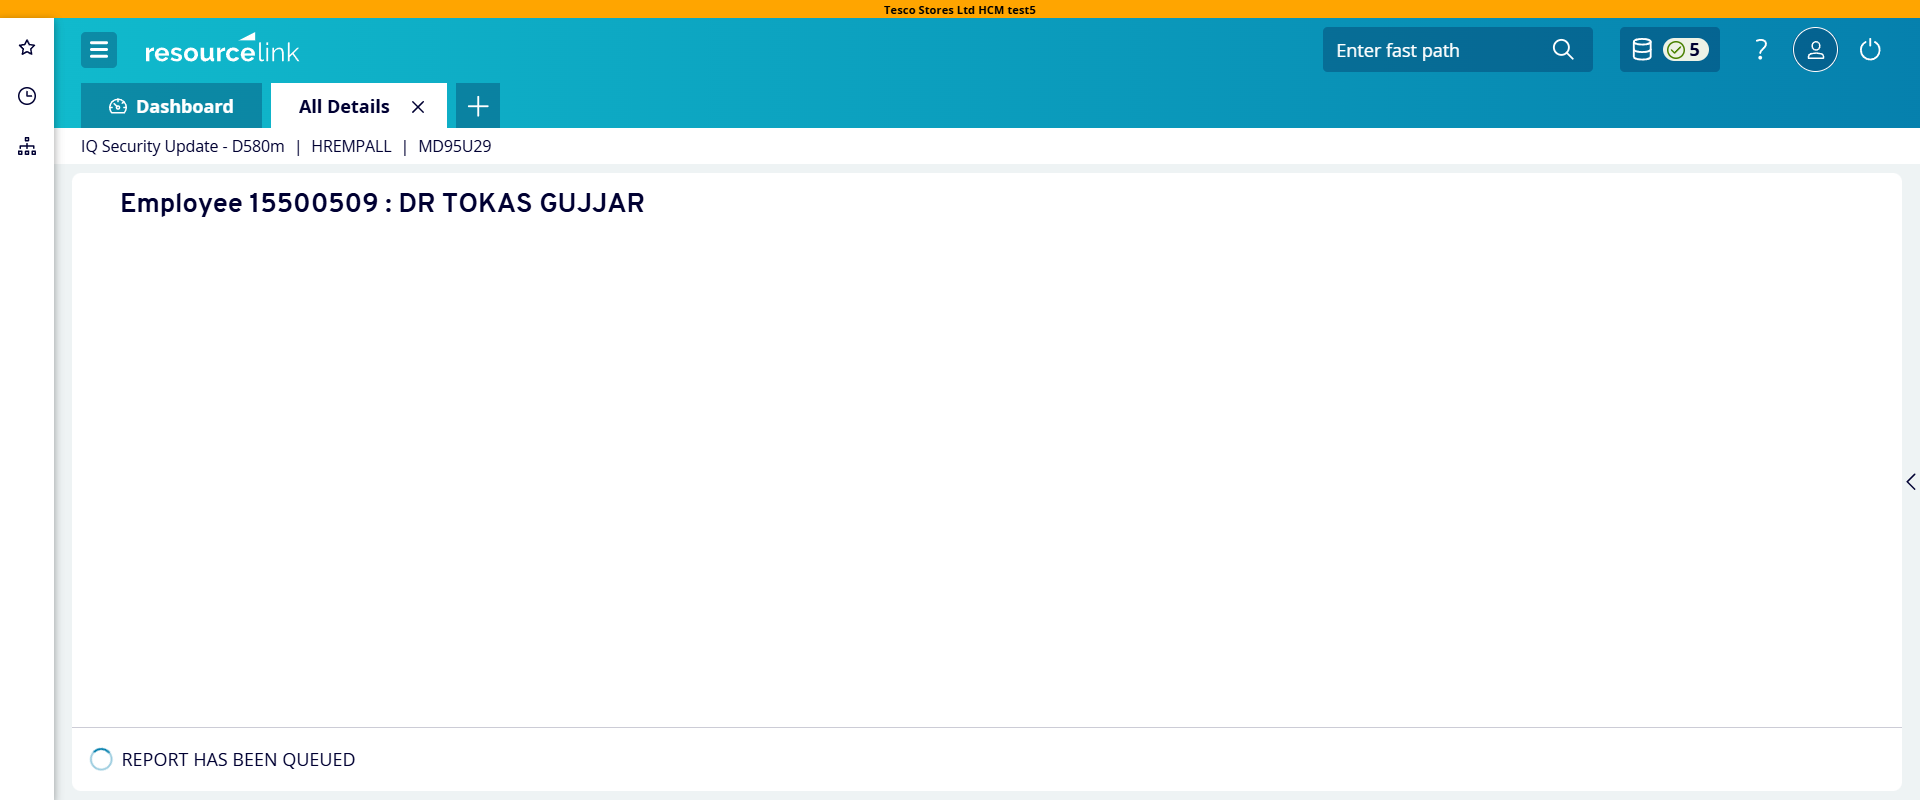 Tesco Stores Ltd HCM test5
resourcelink
Enter fast path
5
?
Dashboard
All Details
IQ Security Update - D580m | HREMPALL | MD95U29
Employee 15500509 : DR TOKAS GUJJAR
REPORT HAS BEEN QUEUED